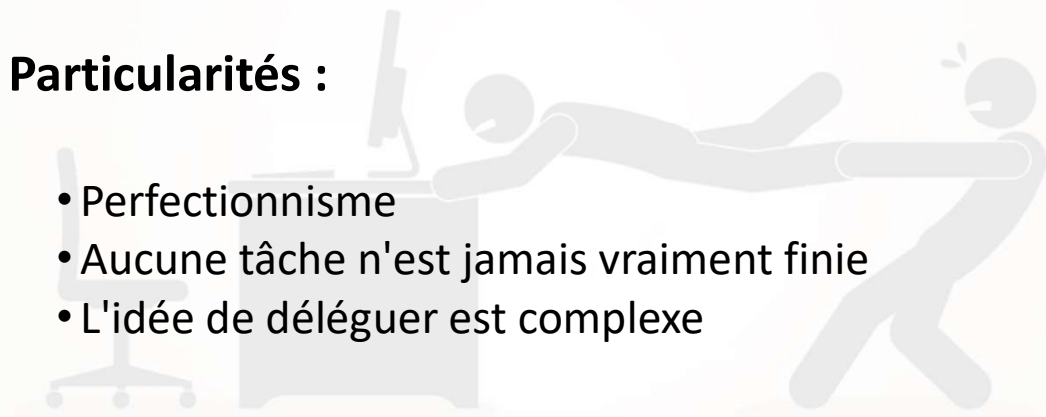 Particularités :
• Perfectionnisme
• Aucune tâche n'est jamais vraiment finie
• L'idée de déléguer est complexe